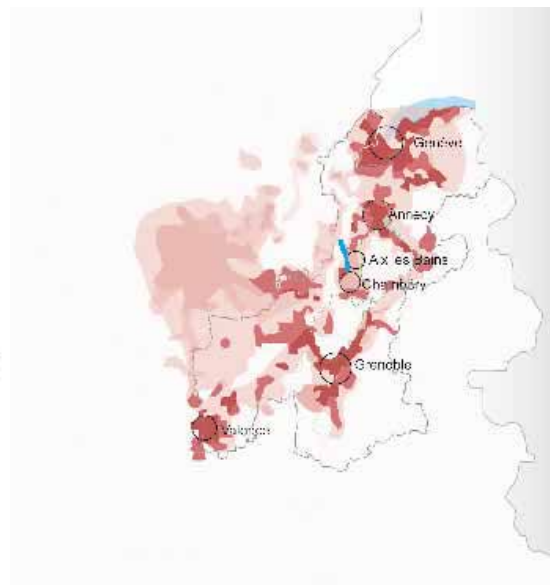 Genève
Annecy
Aix les Bains
Chambéry
Grenoble
Valence